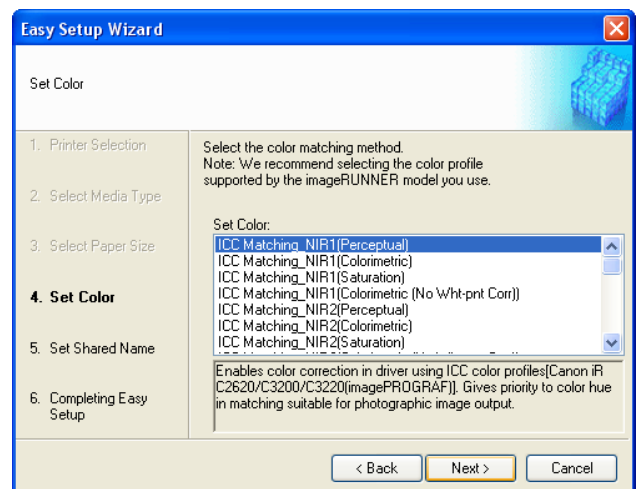 Easy Setup Wizard
Set Color
1. Printer Selection
2. Select Media Type
3. Select Paper Size
4. Set Color
5. Set Shared Name
6. Completing Easy
Setup
Select the color matching method.
Note: We recommend selecting the color profile
supported by the imageRUNNER model you use.
Set Color:
ICC Matching_NIR1(Perceptual)
ICC Matching_NIR1(Colorimetric)
ICC Matching_NIR1(Saturation)
ICC Matching_NIR1(Colorimetric (No Wht-pnt Corr))
ICC Matching_NIR2(Perceptual)
ICC Matching_NIR2(Colorimetric)
ICC Matching_NIR2(Saturation)
Enables color correction in driver using ICC color profiles[Canon iR
C2620/C3200/C3220(imagePROGRAF)]. Gives priority to color hue
in matching suitable for photographic image output.
< Back
Next >
Cancel